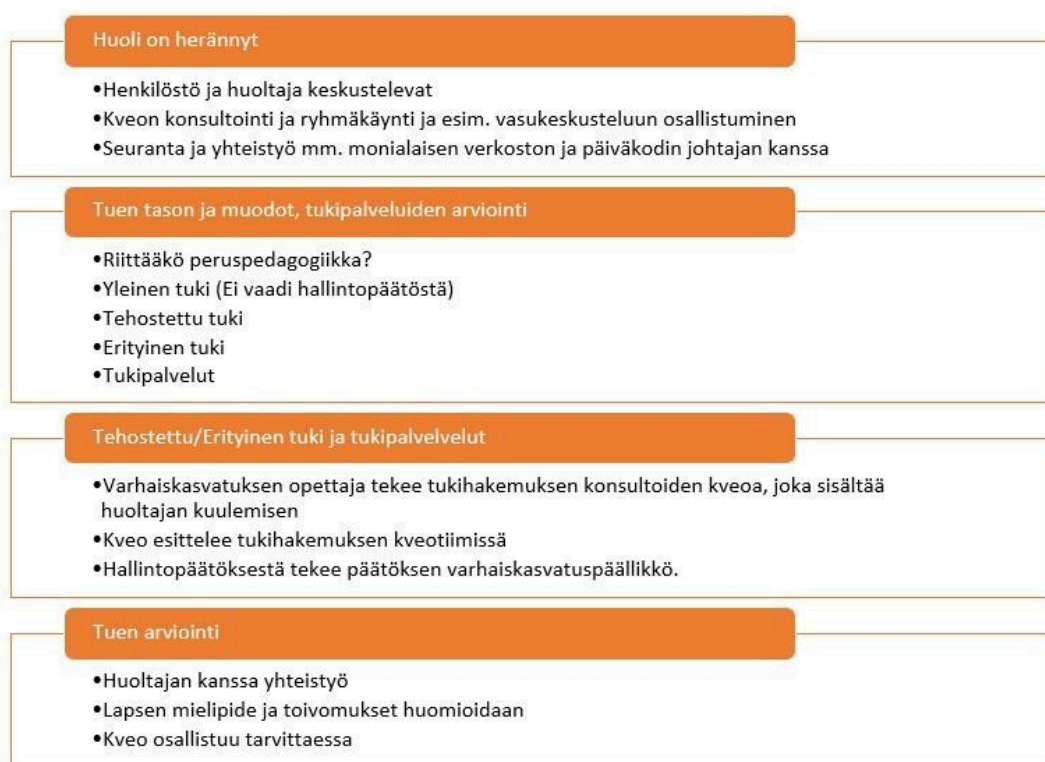 Huoli on herännyt
•Henkilöstö ja huoltaja keskustelevat
•Kveon konsultointi ja ryhmäkäynti ja esim. vasukeskusteluun osallistuminen
•Seuranta ja yhteistyö mm. monialaisen verkoston ja päiväkodin johtajan kanssa
Tuen tason ja muodot, tukipalveluiden arviointi
•Riittääkö peruspedagogiikka?
•Yleinen tuki (Ei vaadi hallintopäätöstä)
•Tehostettu tuki
•Erityinen tuki
•Tukipalvelut
Tehostettu/Erityinen tuki ja tukipalvelvelut
•Varhaiskasvatuksen opettaja tekee tukihakemuksen konsultoiden kveoa, joka sisältää
huoltajan kuulemisen
•Kveo esittelee tukihakemuksen kveotiimissä
•Hallintopäätöksestä tekee päätöksen varhaiskasvatuspäällikkö.
Tuen arviointi
•Huoltajan kanssa yhteistyö
•Lapsen mielipide ja toivomukset huomioidaan
•Kveo osallistuu tarvittaessa